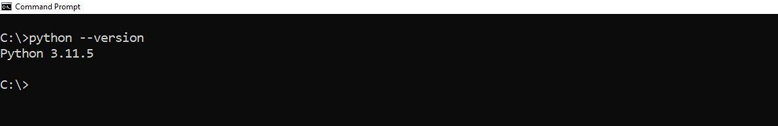 Command Prompt
C:\>python --version
Python 3.11.5
C:\>